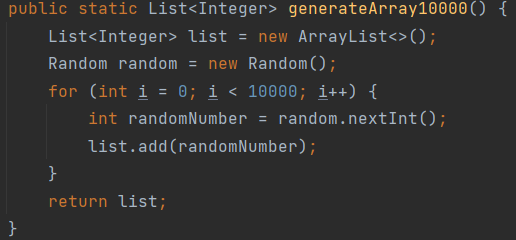 public static List<Integer> generateArray10000() {
    List<Integer> list = new ArrayList<>();
    Random random = new Random();
    for (int i = 0; i < 10000; i++) {
        int randomNumber = random.nextInt();
        list.add(randomNumber);
    }
    return list;
}